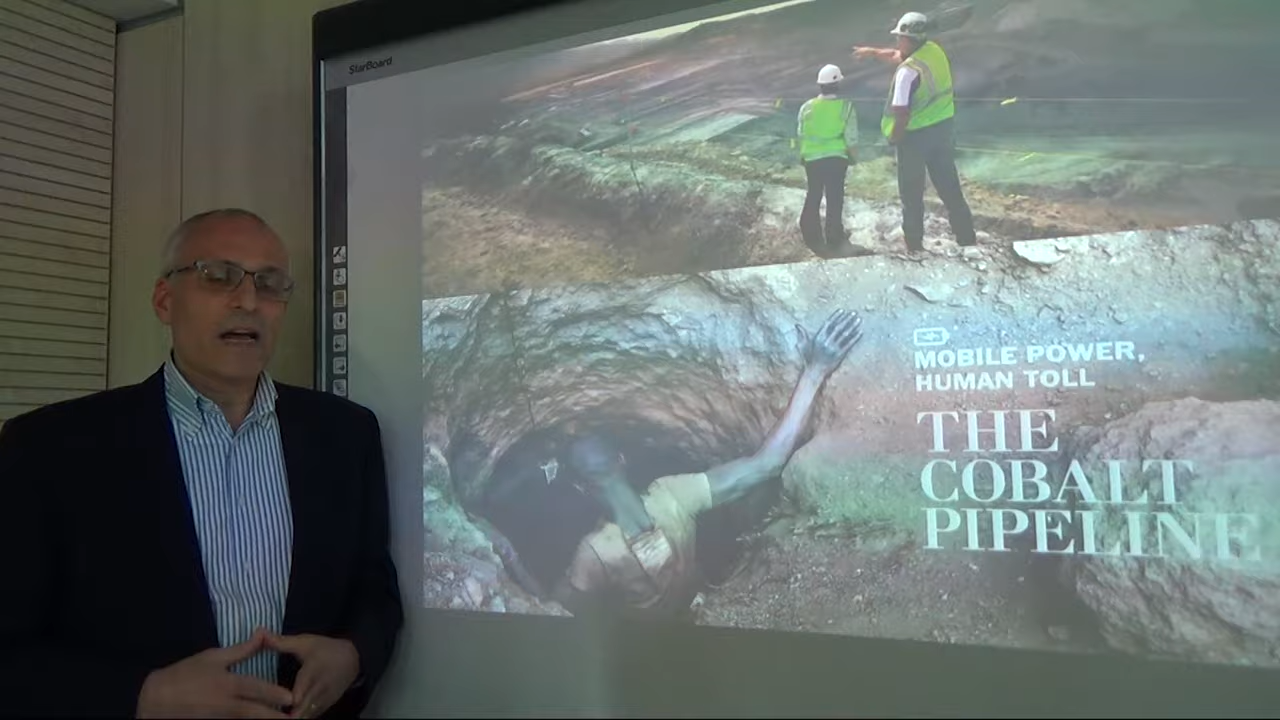 StarBoard
MOBILE POWER,
HUMAN TOLL
THE
COBALT
PIPELINE